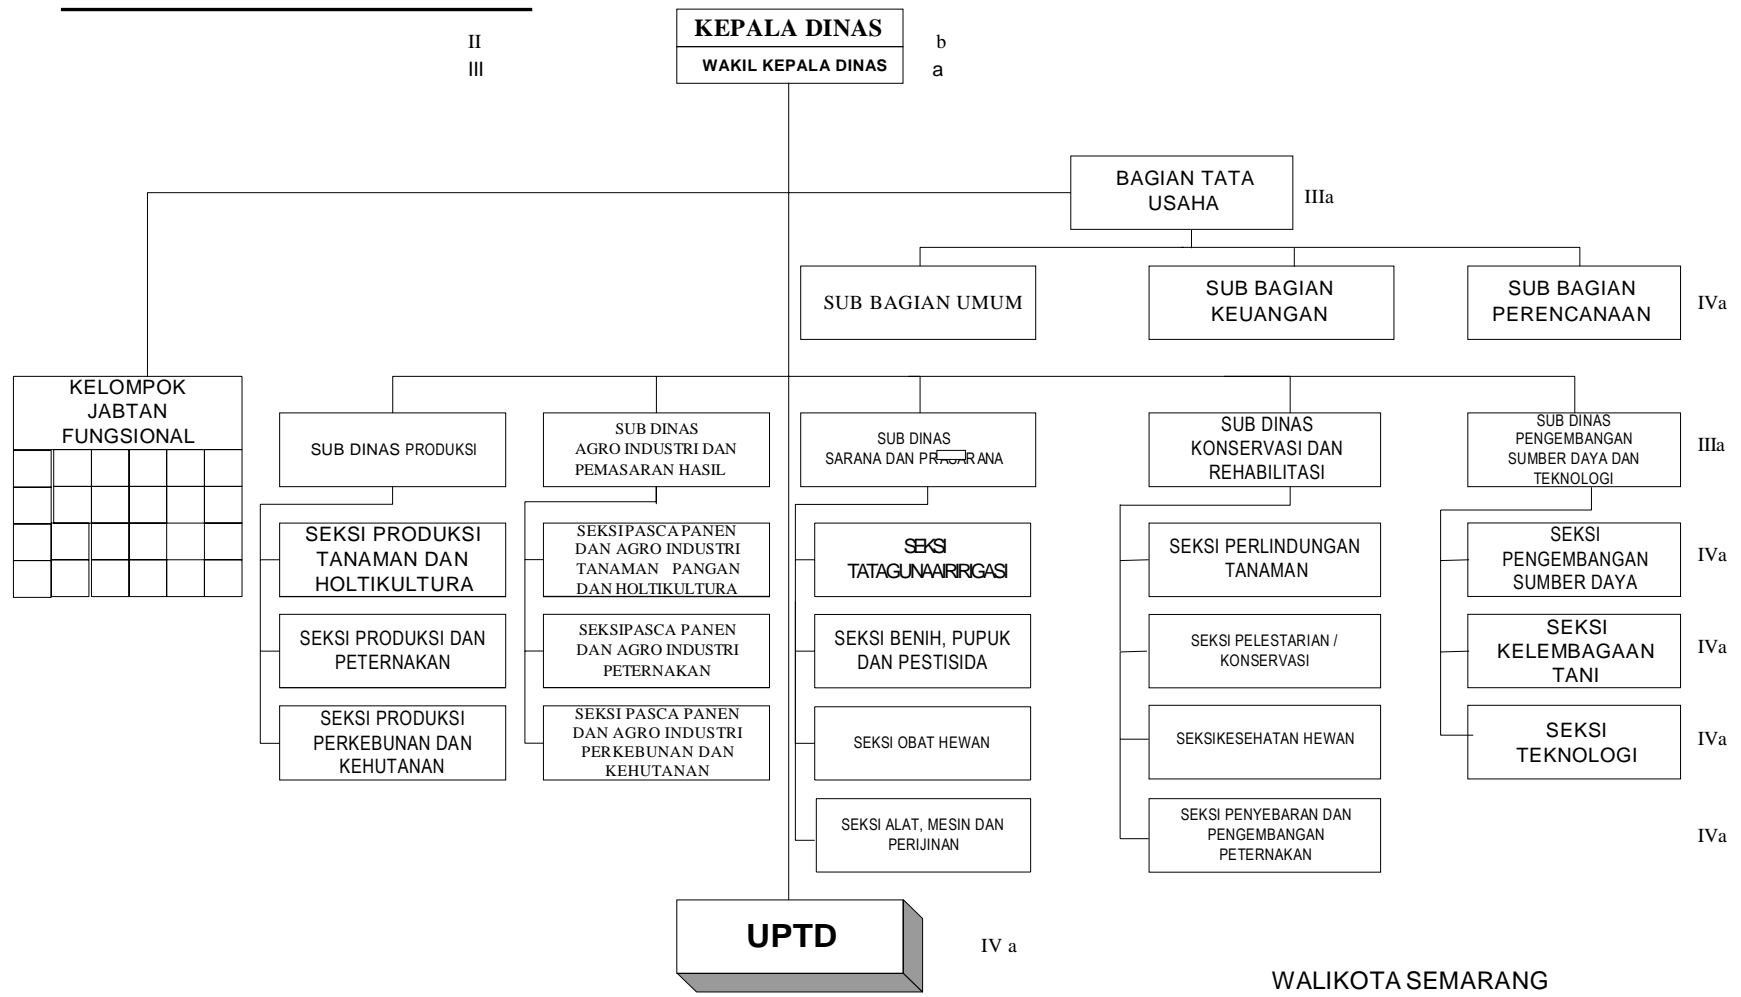 KEPALA DINAS
II
b
WAKIL KEPALA DINAS
III
a
BAGIAN TATA
USAHA
IIIa
SUB BAGIAN UMUM
SUB BAGIAN
KEUANGAN
SUB BAGIAN
PERENCANAAN
IVa
KELOMPOK
JABTAN
FUNGSIONAL
SUB DINAS PRODUKSI
SUB DINAS
AGRO INDUSTRI DAN
PEMASARAN HASIL
SUB DINAS
SARANA DAN PRASARANA
SUB DINAS
KONSERVASI DAN
REHABILITASI
SUB DINAS
PENGEMBANGAN
SUMBER DAYA DAN
TEKNOLOGI
IIIa
SEKSI PRODUKSI
TANAMAN DAN
HOLTIKULTURA
SEKSI PASCA PANEN
DAN AGRO INDUSTRI
TANAMAN PANGAN
DAN HOLTIKULTURA
SEKSI
TATAGUNAAIRIRIGASI
SEKSI PERLINDUNGAN
TANAMAN
SEKSI
PENGEMBANGAN
SUMBER DAYA
IVa
SEKSI PRODUKSI DAN
PETERNAKAN
SEKSIPASCA PANEN
DAN AGRO INDUSTRI
PETERNAKAN
SEKSI BENIH, PUPUK
DAN PESTISIDA
SEKSI PELESTARIAN /
KONSERVASI
SEKSI
KELEMBAGAAN
TANI
IVa
SEKSI PRODUKSI
PERKEBUNAN DAN
KEHUTANAN
SEKSI PASCA PANEN
DAN AGRO INDUSTRI
PERKEBUNAN DAN
KEHUTANAN
SEKSI OBAT HEWAN
SEKSIKESEHATAN HEWAN
SEKSI
TEKNOLOGI
IVa
SEKSI ALAT, MESIN DAN
PERIJINAN
SEKSI PENYEBARAN DAN
PENGEMBANGAN
PETERNAKAN
IVa
UPTD
IV a
WALIKOTA SEMARANG